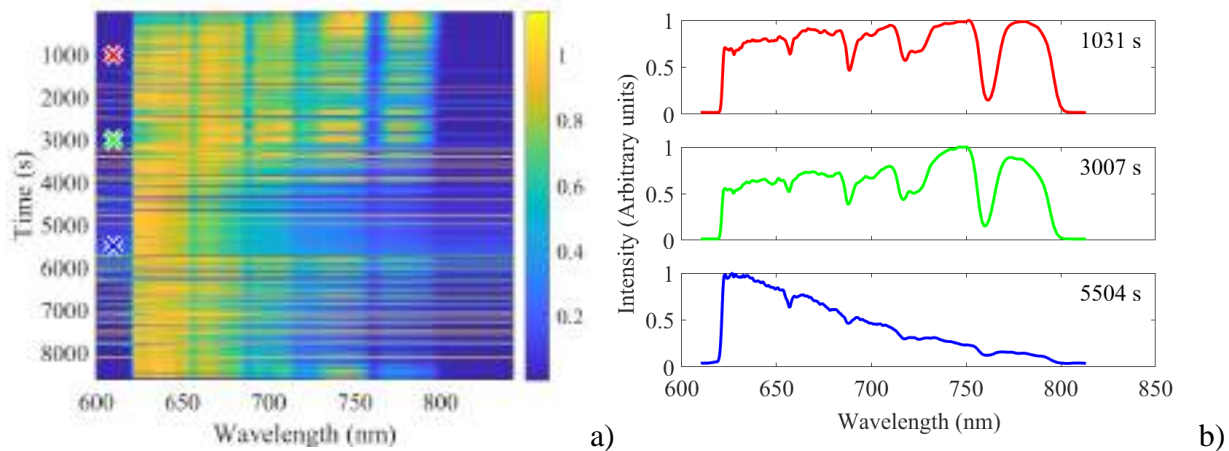 Time (s)
1000
2000
3000
4000
5000
6000
7000
8000
600 650 700 750 800
Wavelength (nm)
1
0.8
0.6
0.4
0.2
a)
Intensity (Arbitrary units)
1
0.5
0
1031 s
1
0.5
0
3007 s
1
0.5
0
5504 s
600 650 700 750 800 850
Wavelength (nm)
b)